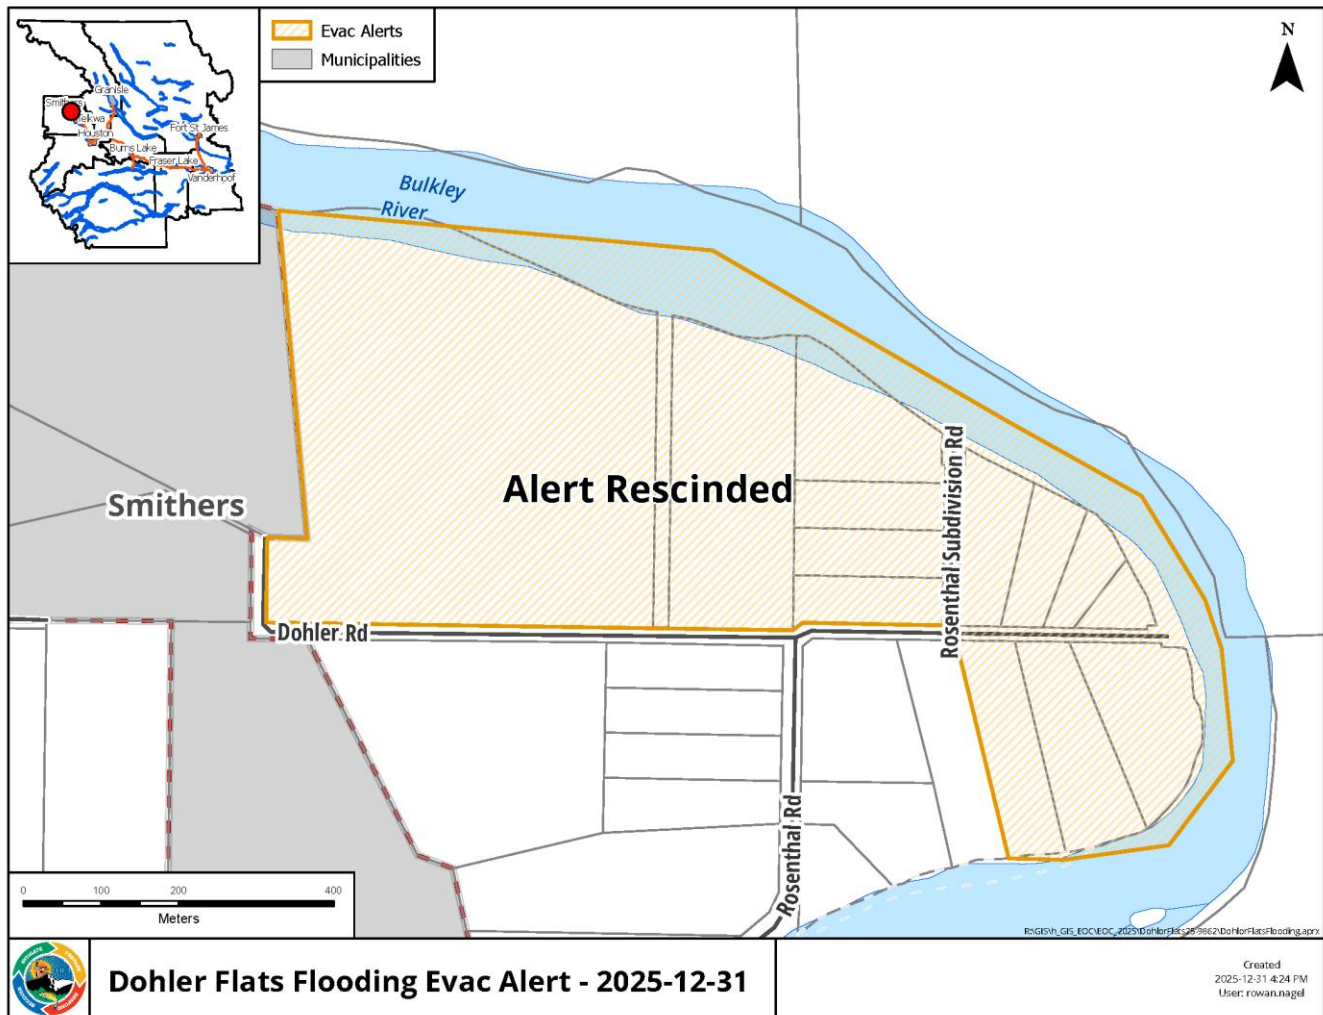 Evac Alerts
Municipalities
N
Granisle
Smithers
Telkwa
Houston
Fort St James
Burns Lake
Fraser Lake
Vanderhoof
Bulkley
River
Alert Rescinded
Smithers
Rosenthal Subdivision Rd
Dohler Rd
Rosenthal Rd
0 100 200 400
Meters
Dohler Flats Flooding Evac Alert - 2025-12-31
Created
2025-12-31 4:24 PM
User: rowan.nagel